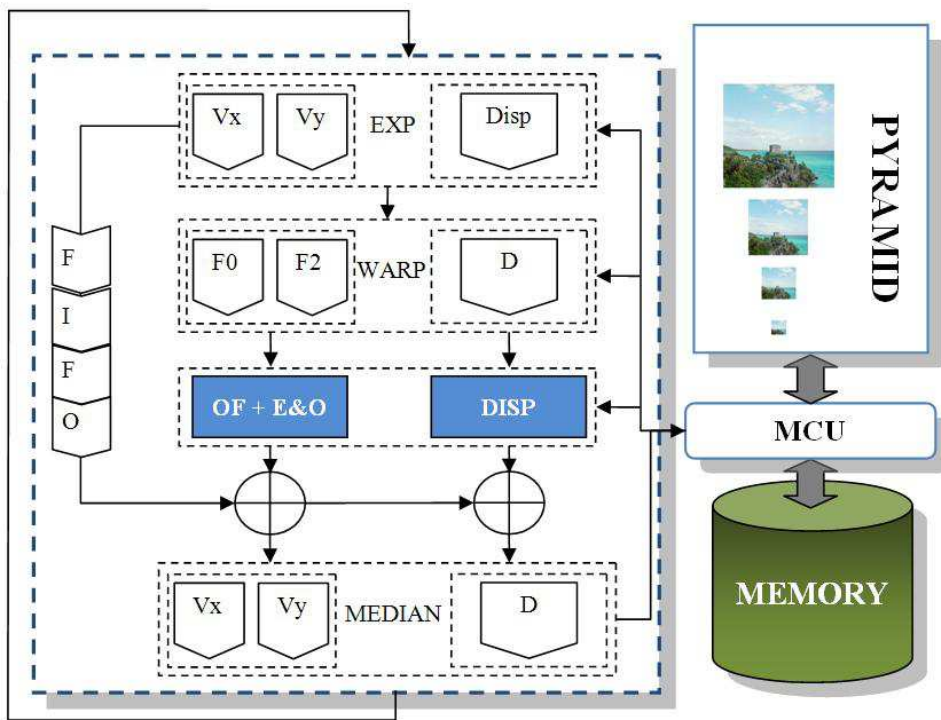 Vx
Vy
EXP
Disp
F0
F2
WARP
D
F
I
F
O
OF + E&O
DISP
Vx
Vy
MEDIAN
D
PYRAMID
MCU
MEMORY